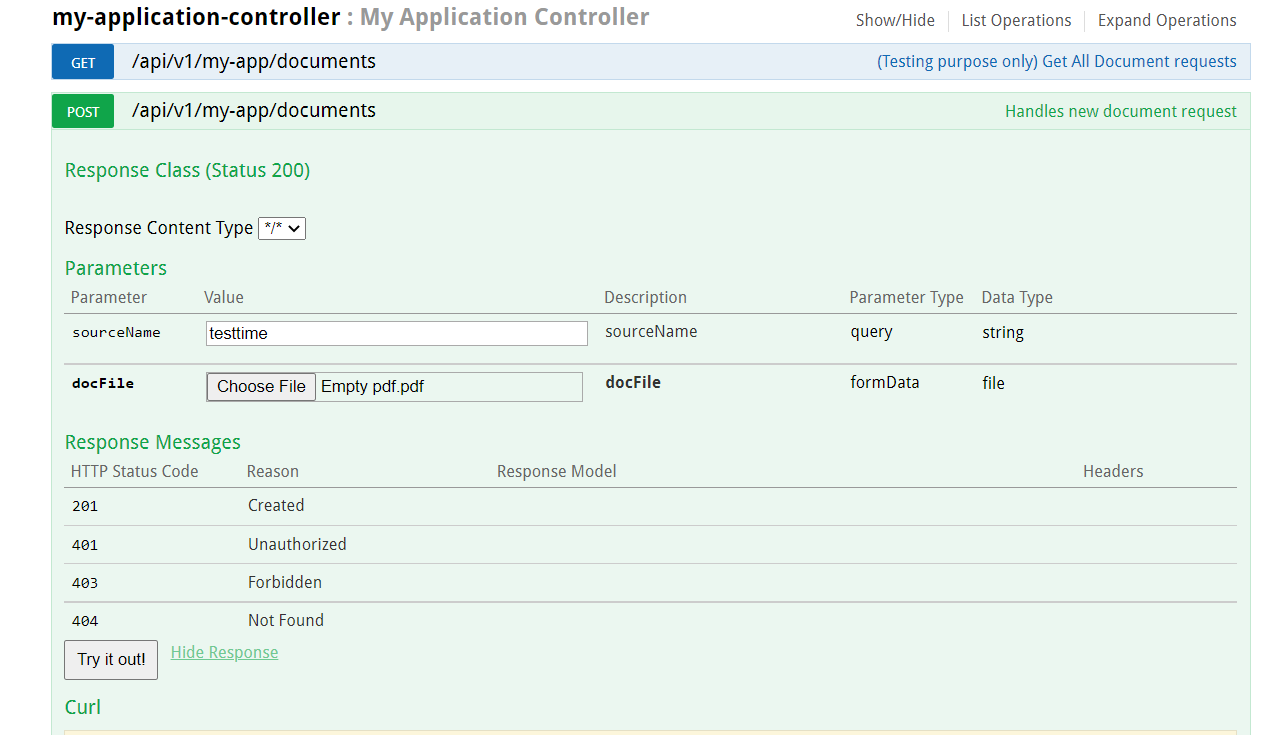 my-application-controller : My Application Controller
Show/Hide List Operations Expand Operations
GET /api/v1/my-app/documents (Testing purpose only) Get All Document requests
POST /api/v1/my-app/documents Handles new document request
Response Class (Status 200)
Response Content Type */*
Parameters
Parameter Value Description Parameter Type Data Type
sourceName testtime sourceName query string
docFile Choose File Empty pdf.pdf docFile formData file
Response Messages
HTTP Status Code Reason Response Model Headers
201 Created
401 Unauthorized
403 Forbidden
404 Not Found
Try it out! Hide Response
Curl